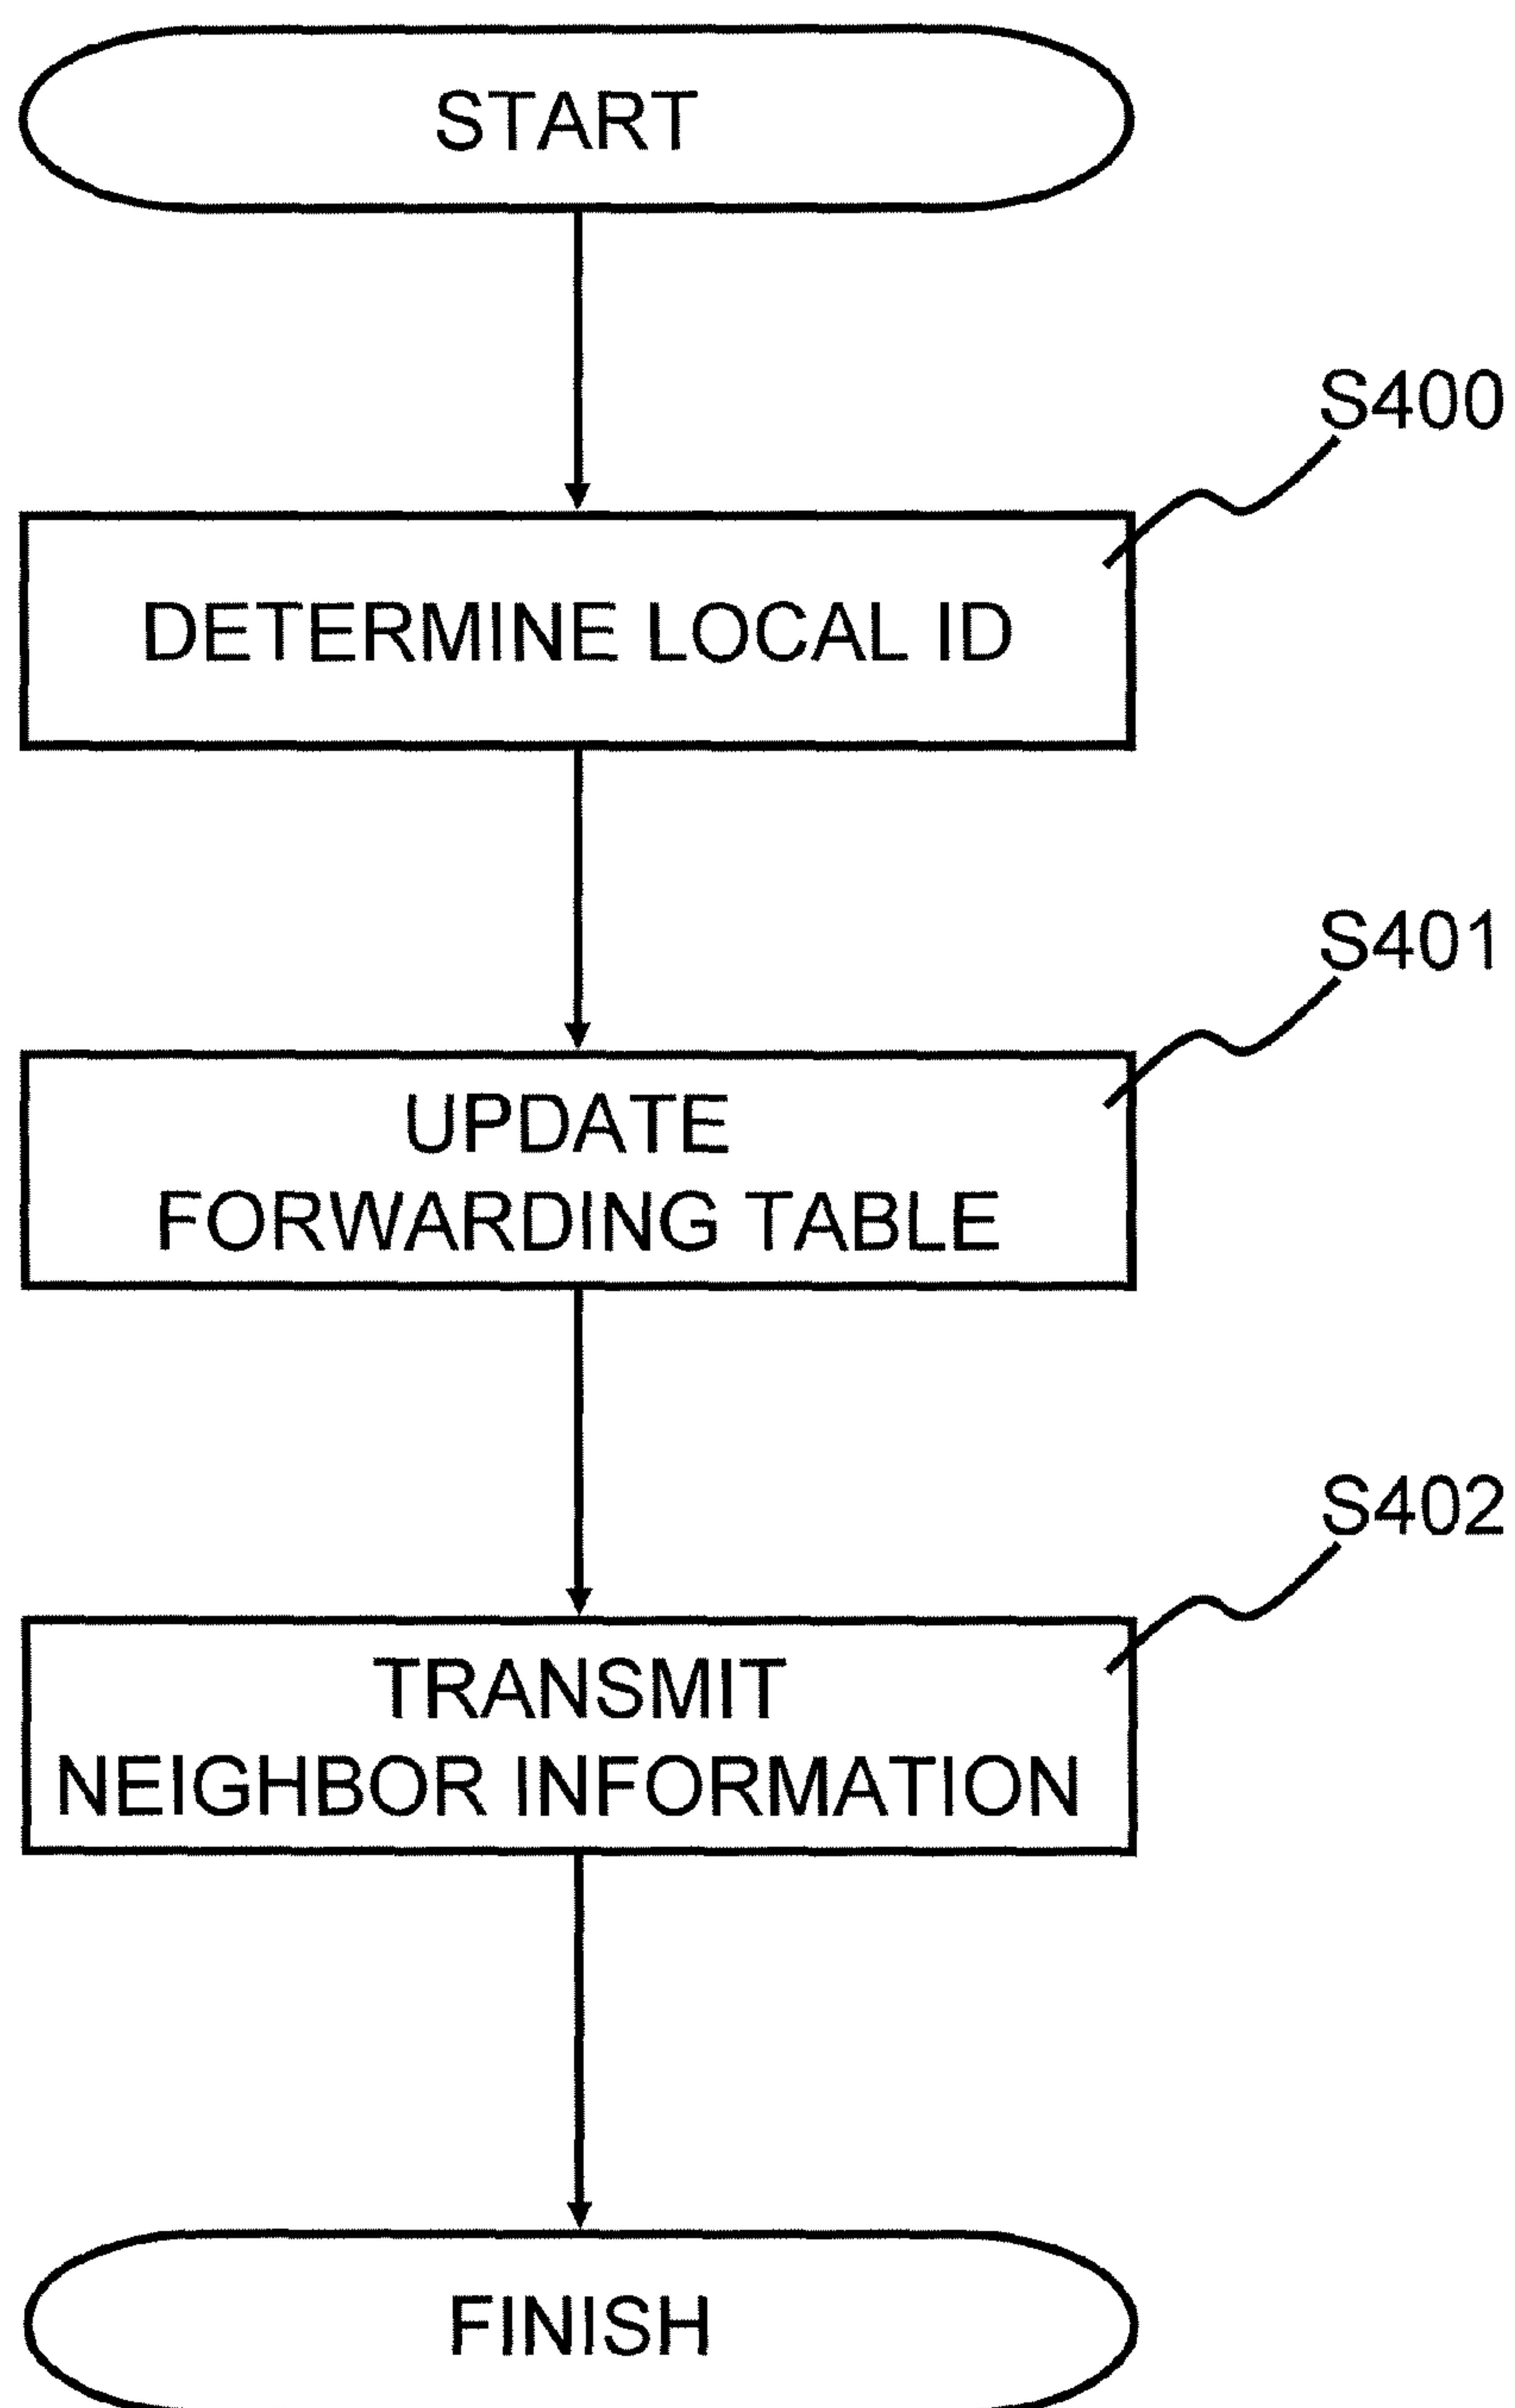 START
S400
DETERMINE LOCAL ID
S401
UPDATE
FORWARDING TABLE
S402
TRANSMIT
NEIGHBOR INFORMATION
FINISH